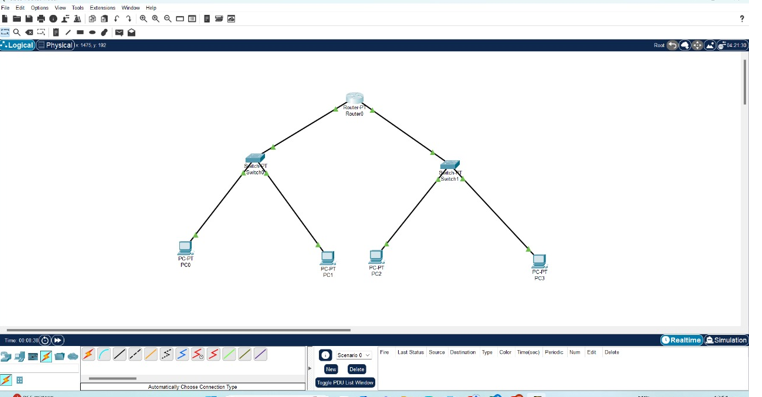 File Edit Options View Tools Extensions Window Help
?
Logical Physical x: 1475, y: 192
Root 04:21:30
Router-PT
Router0
Switch-PT
Switch0
Switch-PT
Switch1
PC-PT
PC0
PC-PT
PC1
PC-PT
PC2
PC-PT
PC3
Time: 00:08:38
Realtime Simulation
Scenario 0
New Delete
Toggle PDU List Window
Fire Last Status Source Destination Type Color Time(sec) Periodic Num Edit Delete
Automatically Choose Connection Type